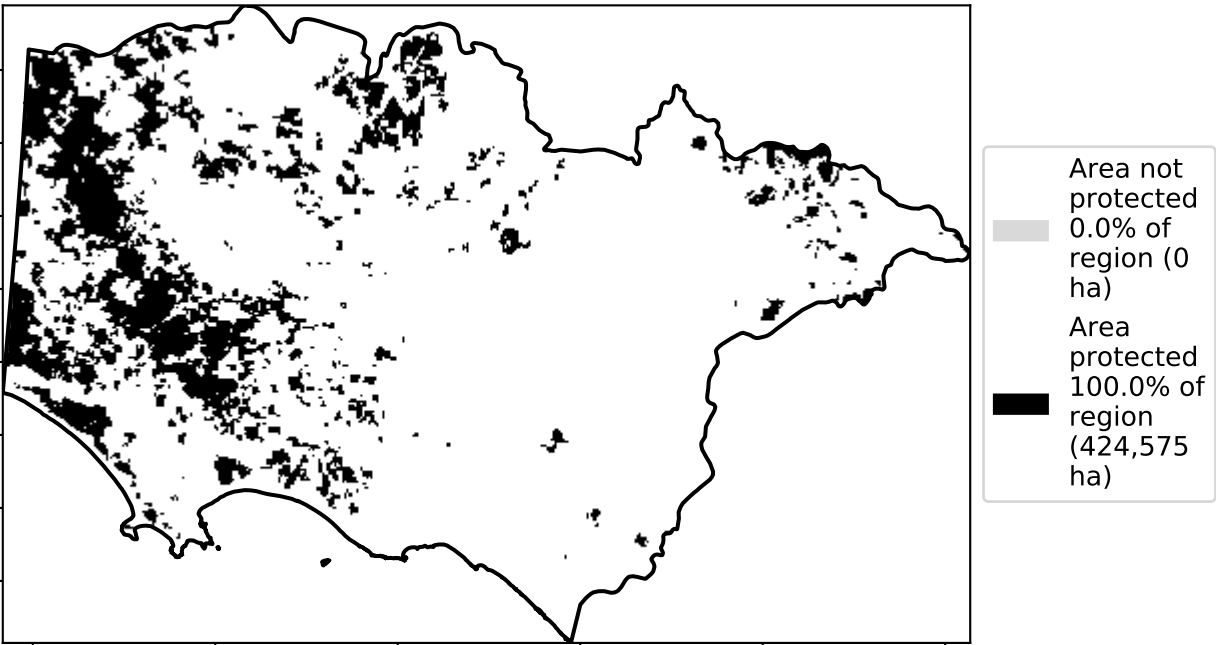 Area not
protected
0.0% of
region (0
ha)
Area
protected
100.0% of
region
(424,575
ha)